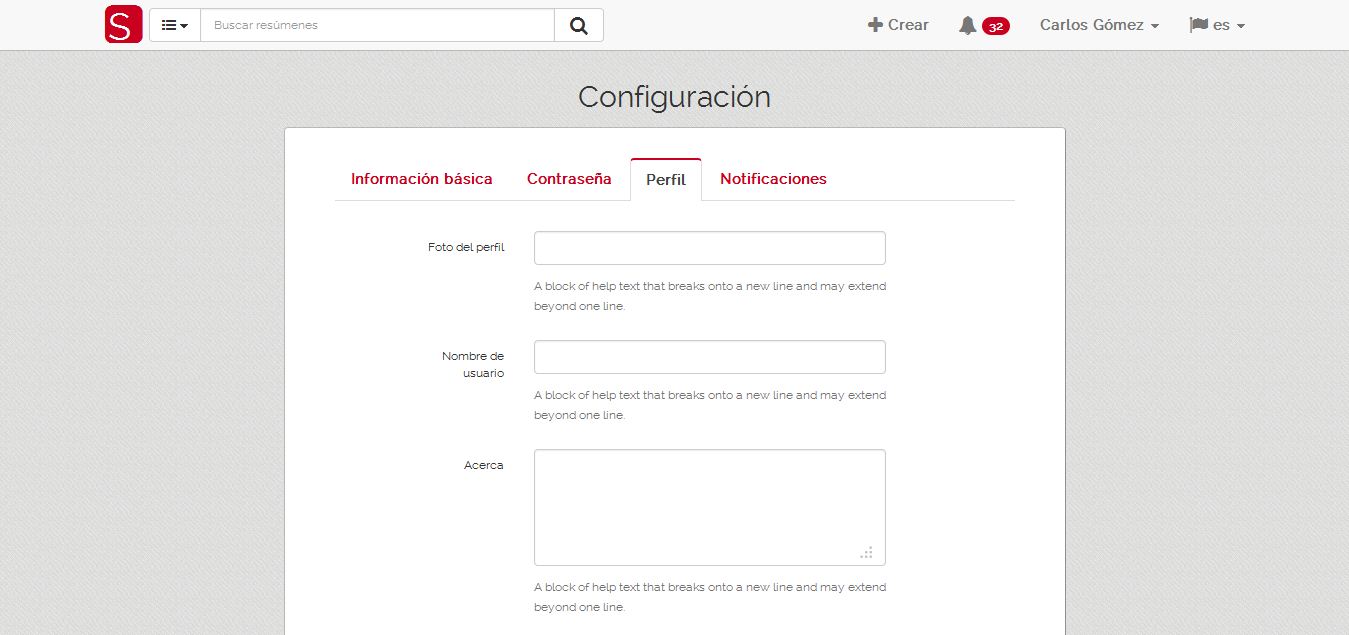 S
Buscar resúmenes
Crear
32
Carlos Gómez
es
Configuración
Información básica
Contraseña
Perfil
Notificaciones
Foto del perfil
A block of help text that breaks onto a new line and may extend
beyond one line.
Nombre de
usuario
A block of help text that breaks onto a new line and may extend
beyond one line.
Acerca
A block of help text that breaks onto a new line and may extend
beyond one line.